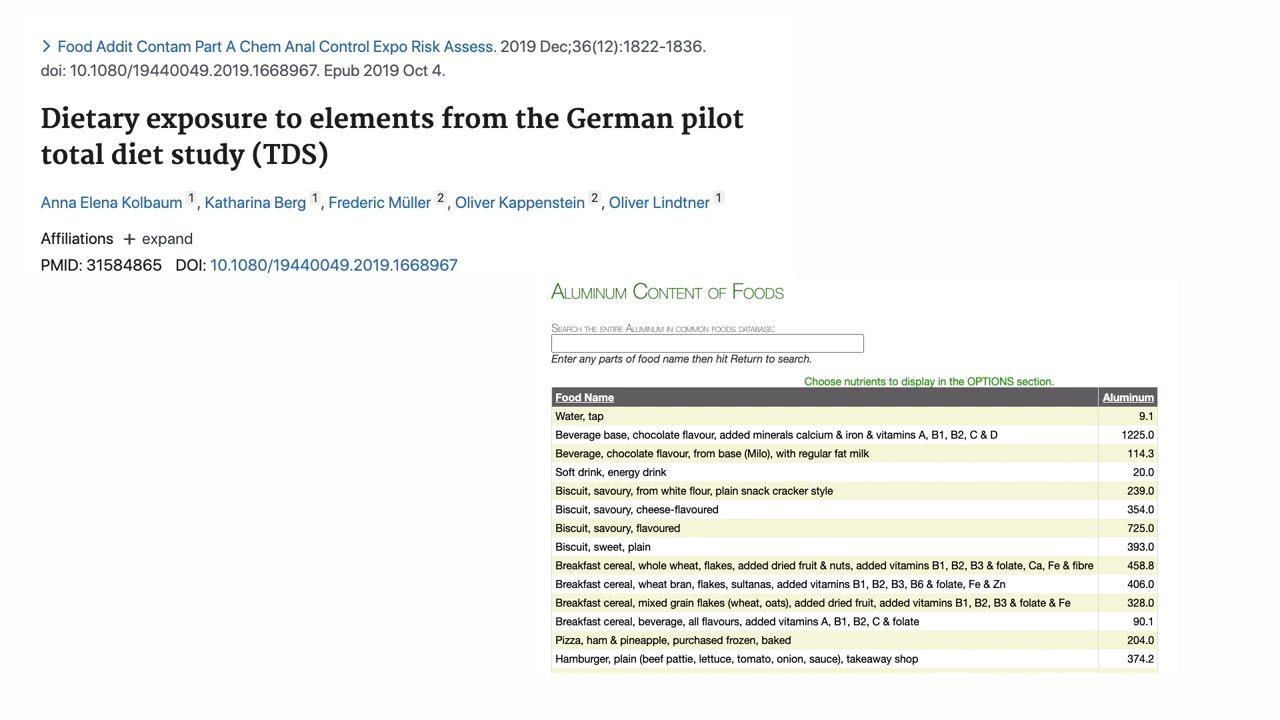 > Food Addit Contam Part A Chem Anal Control Expo Risk Assess. 2019 Dec;36(12):1822-1836.
doi: 10.1080/19440049.2019.1668967. Epub 2019 Oct 4.
Dietary exposure to elements from the German pilot
total diet study (TDS)
Anna Elena Kolbaum 1, Katharina Berg 1, Frederic Müller 2, Oliver Kappenstein 2, Oliver Lindtner 1
Affiliations + expand
PMID: 31584865 DOI: 10.1080/19440049.2019.1668967
Aluminum Content of Foods
Search the entire Aluminum in common foods database:
Enter any parts of food name then hit Return to search.
Choose nutrients to display in the OPTIONS section.
Food Name Aluminum
Water, tap 9.1
Beverage base, chocolate flavour, added minerals calcium & iron & vitamins A, B1, B2, C & D 1225.0
Beverage, chocolate flavour, from base (Milo), with regular fat milk 114.3
Soft drink, energy drink 20.0
Biscuit, savoury, from white flour, plain snack cracker style 239.0
Biscuit, savoury, cheese-flavoured 354.0
Biscuit, savoury, flavoured 725.0
Biscuit, sweet, plain 393.0
Breakfast cereal, whole wheat, flakes, added dried fruit & nuts, added vitamins B1, B2, B3 & folate, Ca, Fe & fibre 458.8
Breakfast cereal, wheat bran, flakes, sultanas, added vitamins B1, B2, B3, B6 & folate, Fe & Zn 406.0
Breakfast cereal, mixed grain flakes (wheat, oats), added dried fruit, added vitamins B1, B2, B3 & folate & Fe 328.0
Breakfast cereal, beverage, all flavours, added vitamins A, B1, B2, C & folate 90.1
Pizza, ham & pineapple, purchased frozen, baked 204.0
Hamburger, plain (beef pattie, lettuce, tomato, onion, sauce), takeaway shop 374.2